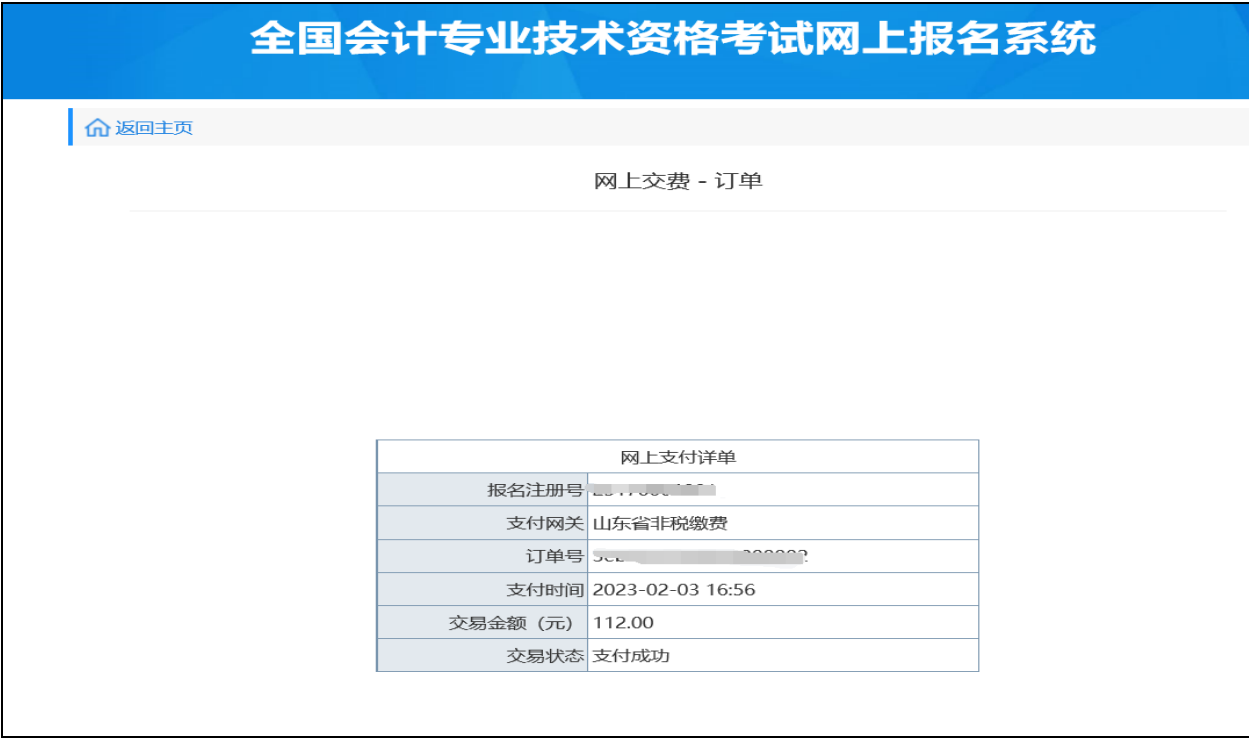 全国会计专业技术资格考试网上报名系统
返回主页
网上交费 - 订单
网上支付详单
报名注册号
支付网关 山东省非税缴费
订单号
支付时间 2023-02-03 16:56
交易金额（元） 112.00
交易状态 支付成功